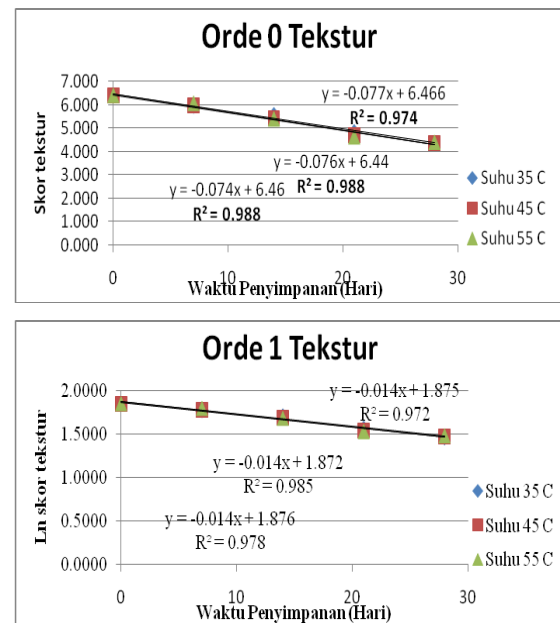 Orde 0 Tekstur
7.000
6.000
5.000
4.000
3.000
2.000
1.000
0.000
Skor tekstur
y = -0.077x + 6.466
R² = 0.974
y = -0.076x + 6.44
R² = 0.988
y = -0.074x + 6.46
R² = 0.988
Suhu 35 C
Suhu 45 C
Suhu 55 C
0 10 20 30
Waktu Penyimpanan (Hari)
Orde 1 Tekstur
2.0000
1.5000
1.0000
0.5000
0.0000
Ln skor tekstur
y = -0.014x + 1.875
R² = 0.972
y = -0.014x + 1.872
R² = 0.985
y = -0.014x + 1.876
R² = 0.978
Suhu 35 C
Suhu 45 C
Suhu 55 C
0 10 20 30
Waktu Penyimpanan (Hari)